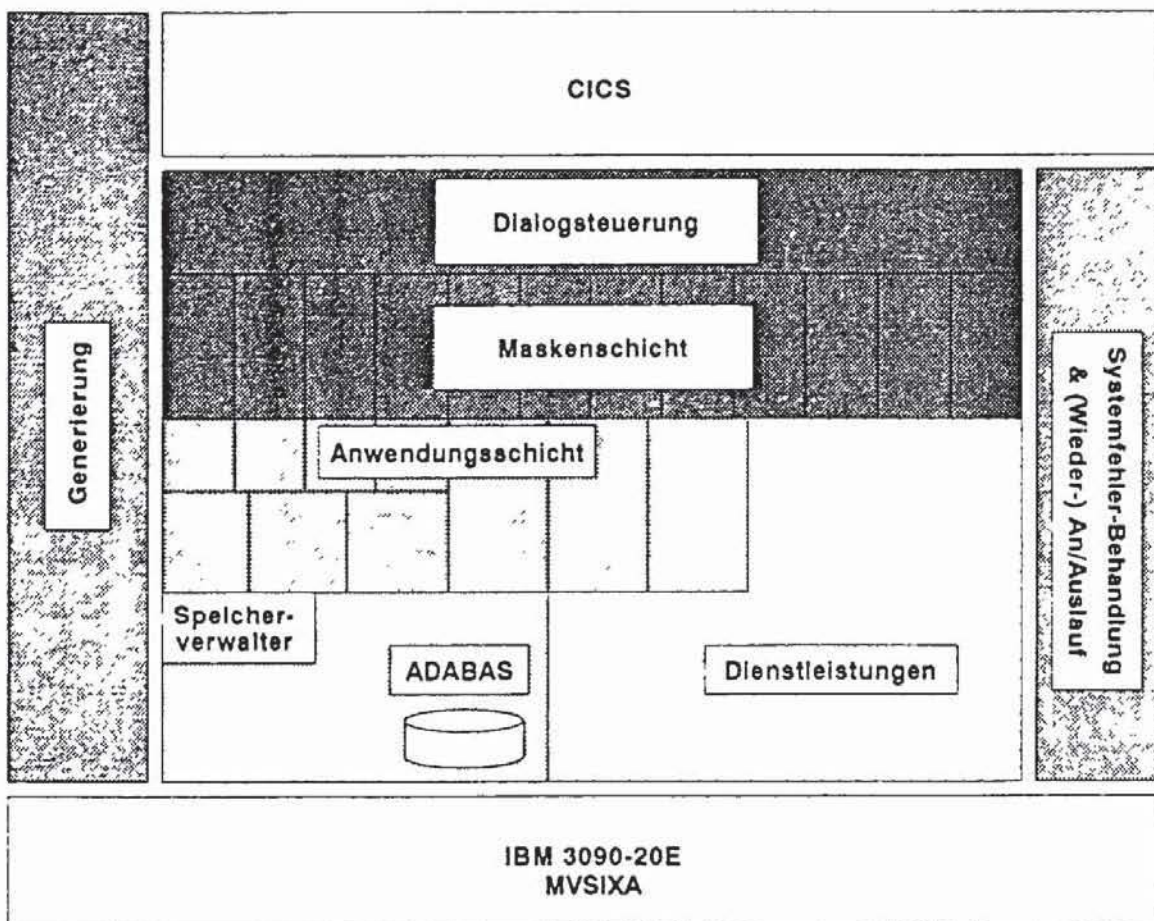 CICS
Dialogsteuerung
Maskenschicht
Generierung
Anwendungsschicht
Systemfehler-Behandlung
& (Wieder-) An/Auslauf
Speicher-
verwalter
ADABAS
Dienstleistungen
IBM 3090-20E
MVSIXA